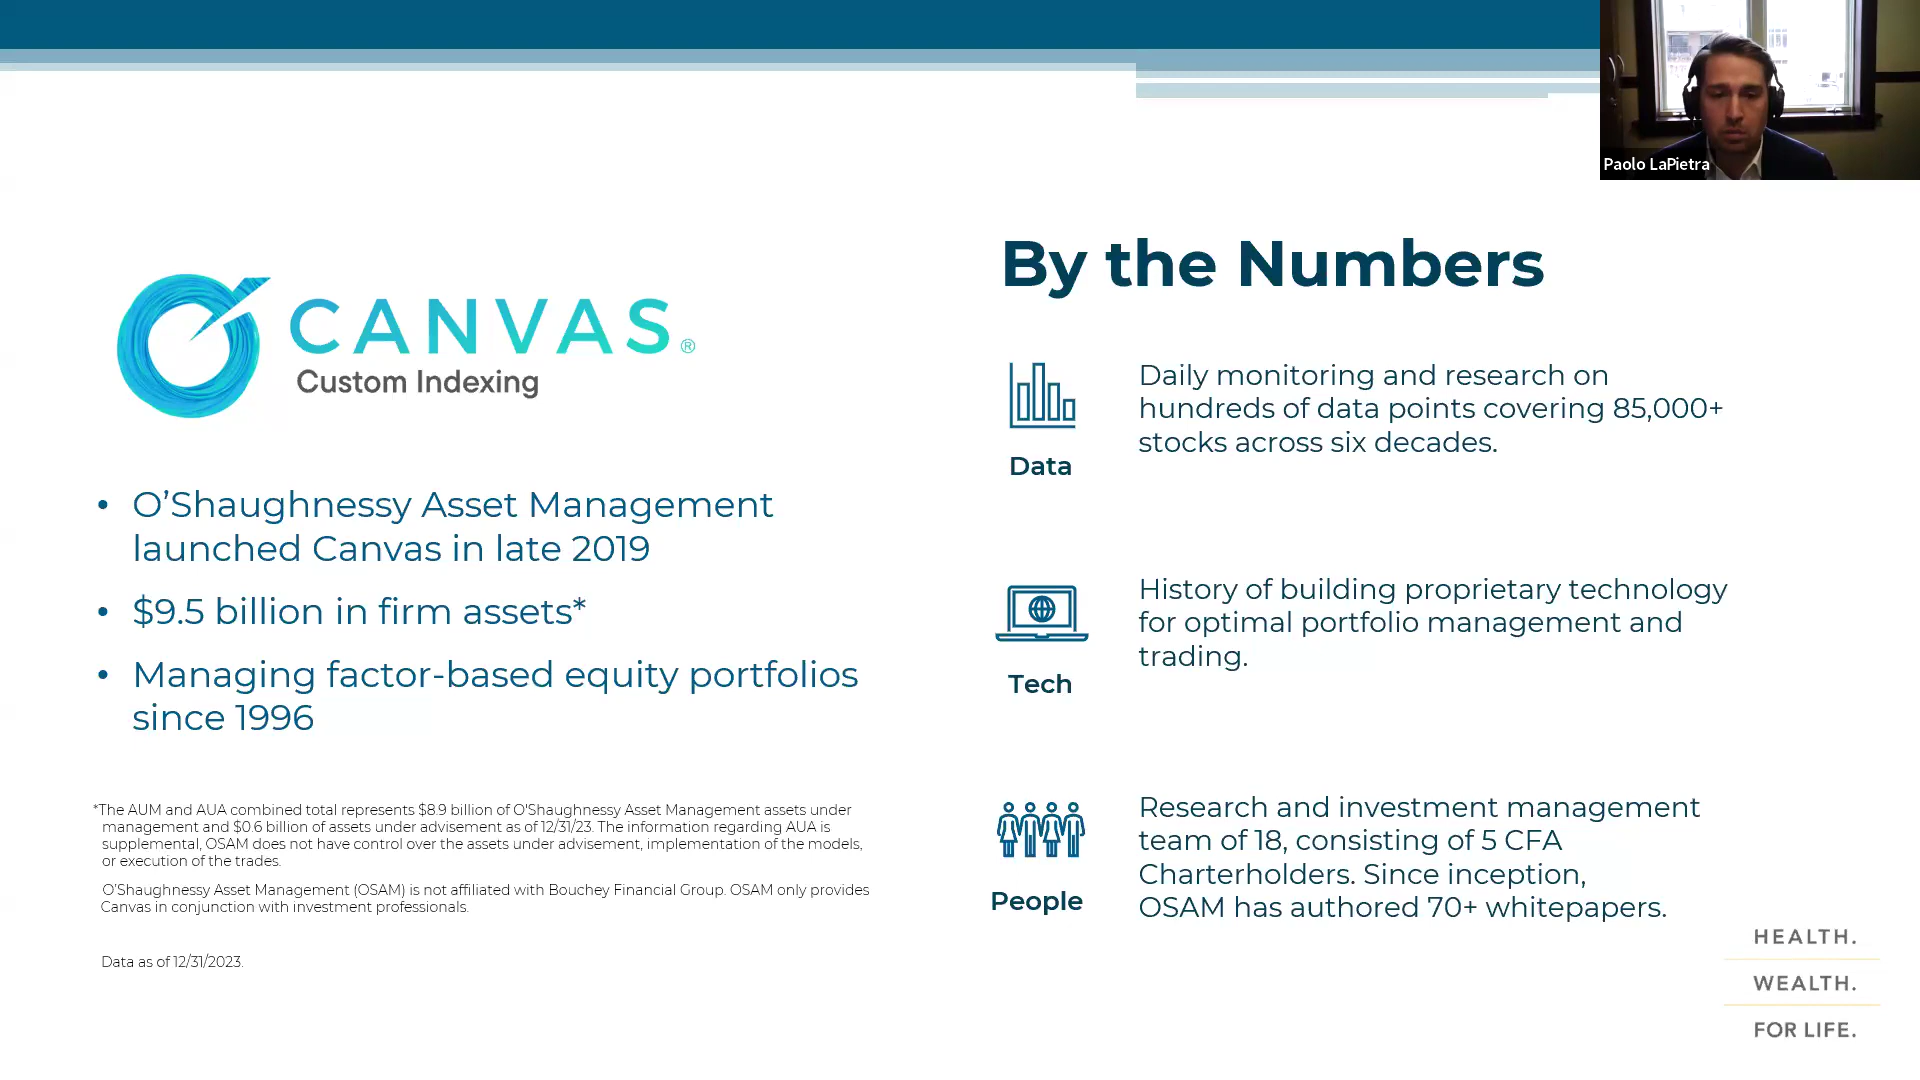 Paolo LaPietra
CANVAS®
Custom Indexing
• O’Shaughnessy Asset Management
launched Canvas in late 2019
• $9.5 billion in firm assets*
• Managing factor-based equity portfolios
since 1996
*The AUM and AUA combined total represents $8.9 billion of O'Shaughnessy Asset Management assets under
management and $0.6 billion of assets under advisement as of 12/31/23. The information regarding AUA is
supplemental, OSAM does not have control over the assets under advisement, implementation of the models,
or execution of the trades.
O’Shaughnessy Asset Management (OSAM) is not affiliated with Bouchey Financial Group. OSAM only provides
Canvas in conjunction with investment professionals.
Data as of 12/31/2023.
By the Numbers
Data
Daily monitoring and research on
hundreds of data points covering 85,000+
stocks across six decades.
Tech
History of building proprietary technology
for optimal portfolio management and
trading.
People
Research and investment management
team of 18, consisting of 5 CFA
Charterholders. Since inception,
OSAM has authored 70+ whitepapers.
HEALTH.
WEALTH.
FOR LIFE.